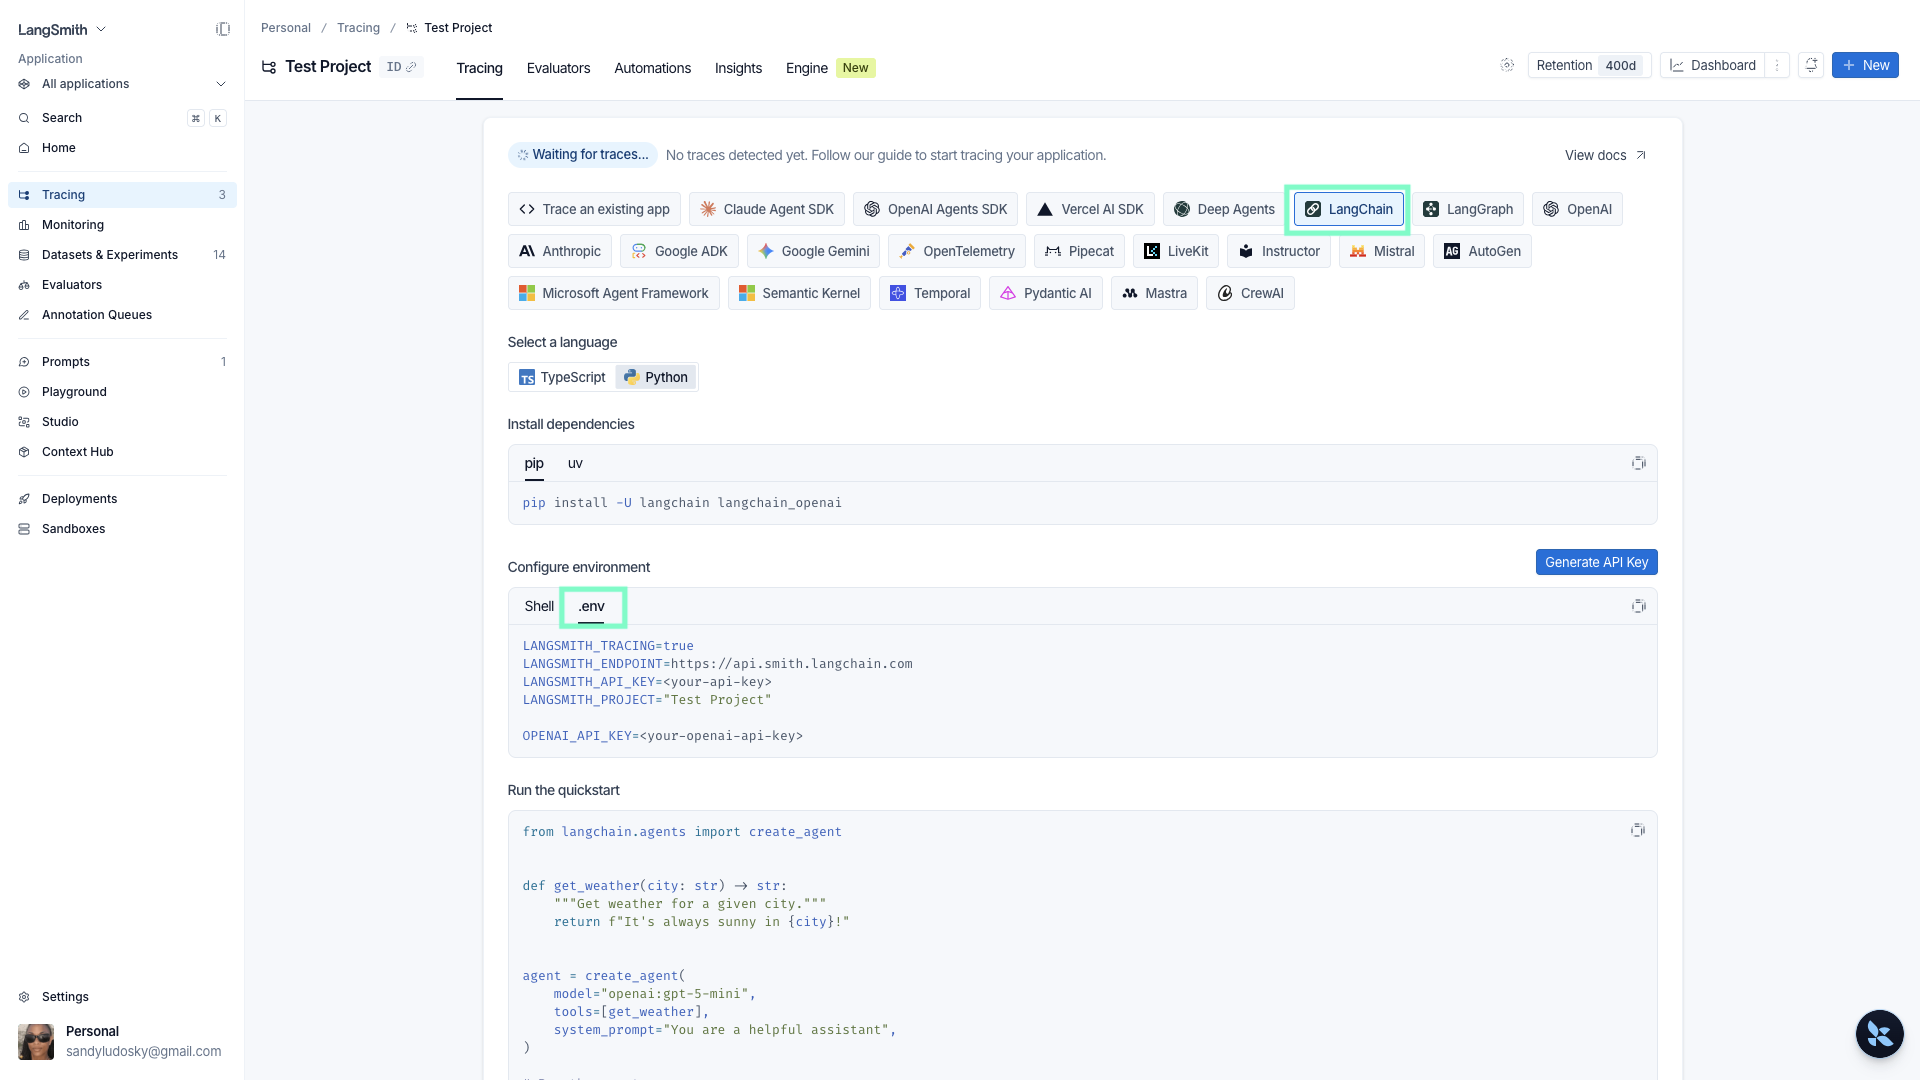 LangSmith
Application
All applications
Search ⌘ K
Home
Tracing 3
Monitoring
Datasets & Experiments 14
Evaluators
Annotation Queues
Prompts 1
Playground
Studio
Context Hub
Deployments
Sandboxes
Settings
Personal
sandyludosky@gmail.com
Personal / Tracing / Test Project
Test Project ID Tracing Evaluators Automations Insights Engine New
Retention 400d Dashboard + New
Waiting for traces... No traces detected yet. Follow our guide to start tracing your application. View docs
Trace an existing app Claude Agent SDK OpenAI Agents SDK Vercel AI SDK Deep Agents LangChain LangGraph OpenAI
Anthropic Google ADK Google Gemini OpenTelemetry Pipecat LiveKit Instructor Mistral AG AutoGen
Microsoft Agent Framework Semantic Kernel Temporal Pydantic AI Mastra CrewAI
Select a language
TS TypeScript Python
Install dependencies
pip uv
pip install -U langchain langchain_openai
Configure environment Generate API Key
Shell .env
LANGSMITH_TRACING=true
LANGSMITH_ENDPOINT=https://api.smith.langchain.com
LANGSMITH_API_KEY=<your-api-key>
LANGSMITH_PROJECT="Test Project"
OPENAI_API_KEY=<your-openai-api-key>
Run the quickstart
from langchain.agents import create_agent
def get_weather(city: str) -> str:
"""Get weather for a given city."""
return f"It's always sunny in {city}!"
agent = create_agent(
model="openai:gpt-5-mini",
tools=[get_weather],
system_prompt="You are a helpful assistant",
)